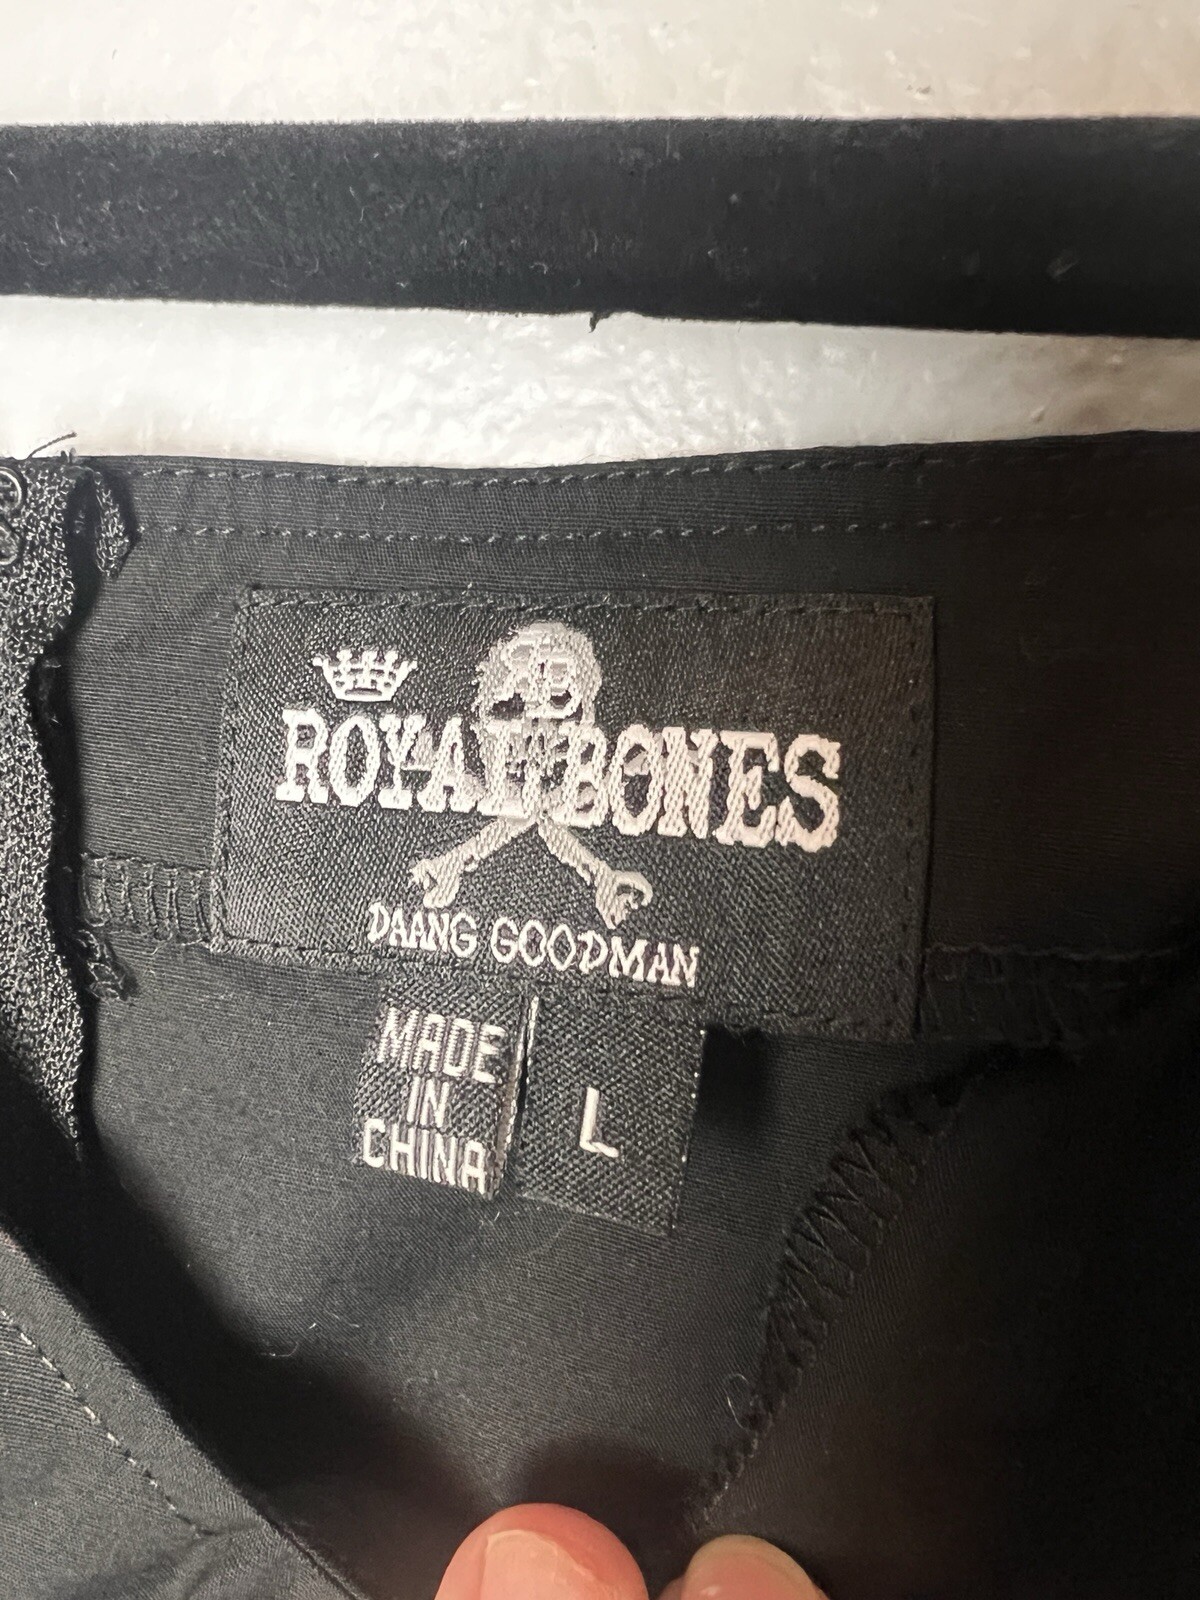 ROYAL BONES
DAANG GOODMAN
MADE
IN
CHINA
L